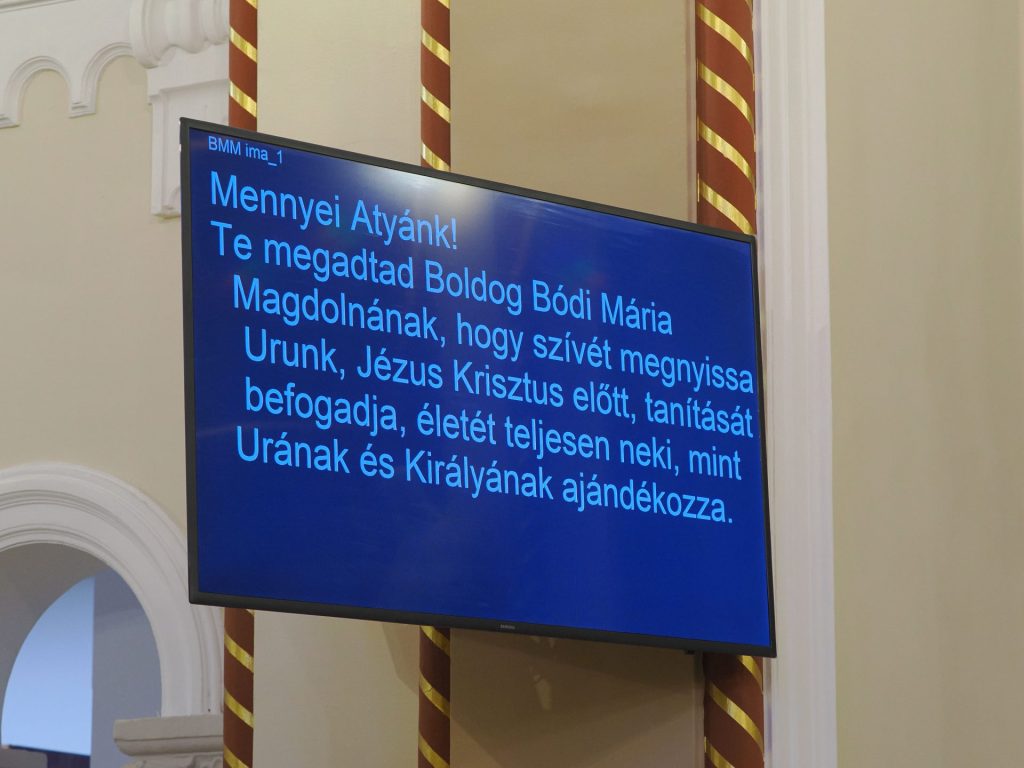 BMM ima_1
Mennyei Atyánk!
Te megadtad Boldog Bódi Mária
Magdolnának, hogy szívét megnyissa
Urunk, Jézus Krisztus előtt, tanítását
befogadja, életét teljesen neki, mint
Urának és Királyának ajándékozza.
SAMSUNG